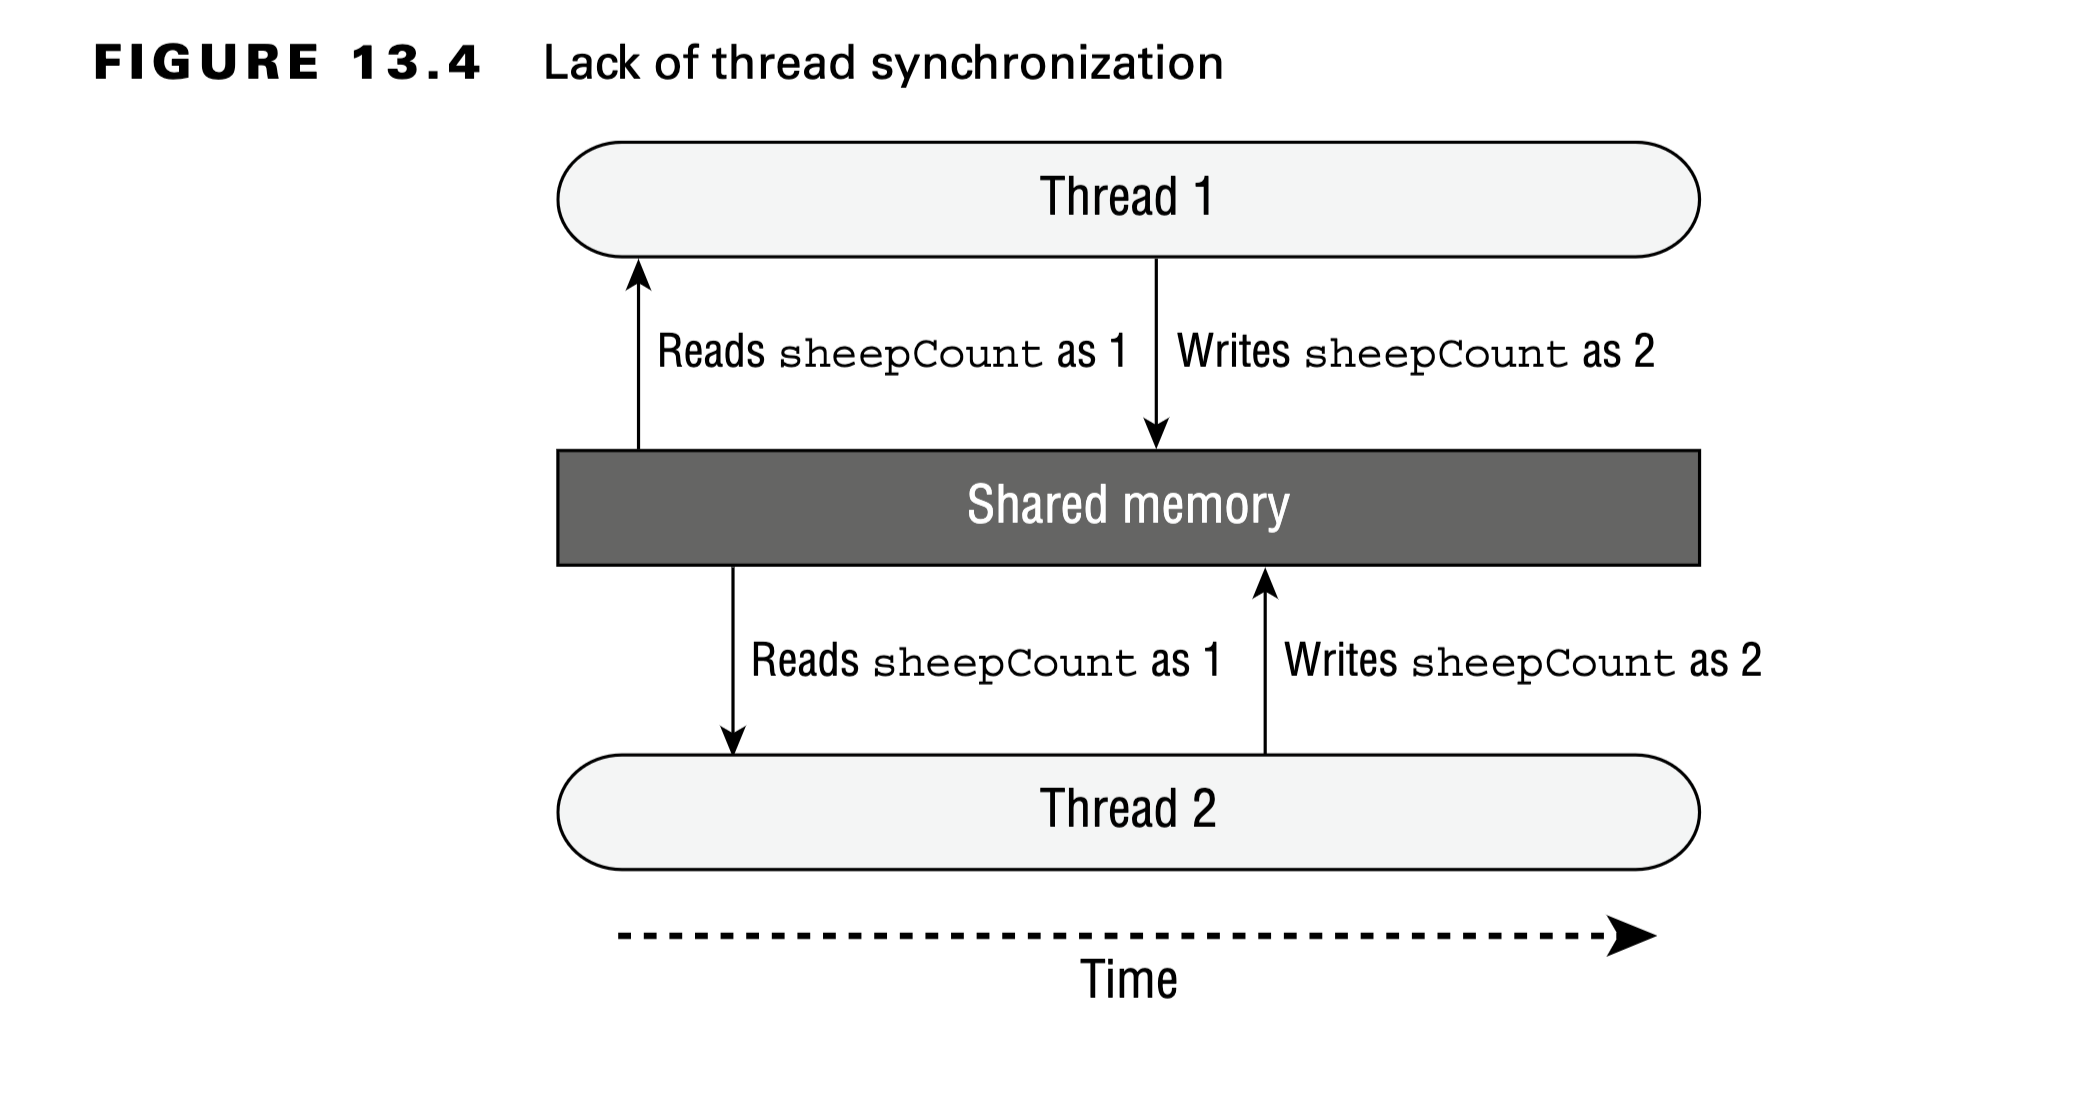 FIGURE 13.4 Lack of thread synchronization
Thread 1
Reads sheepCount as 1 Writes sheepCount as 2
Shared memory
Reads sheepCount as 1 Writes sheepCount as 2
Thread 2
Time